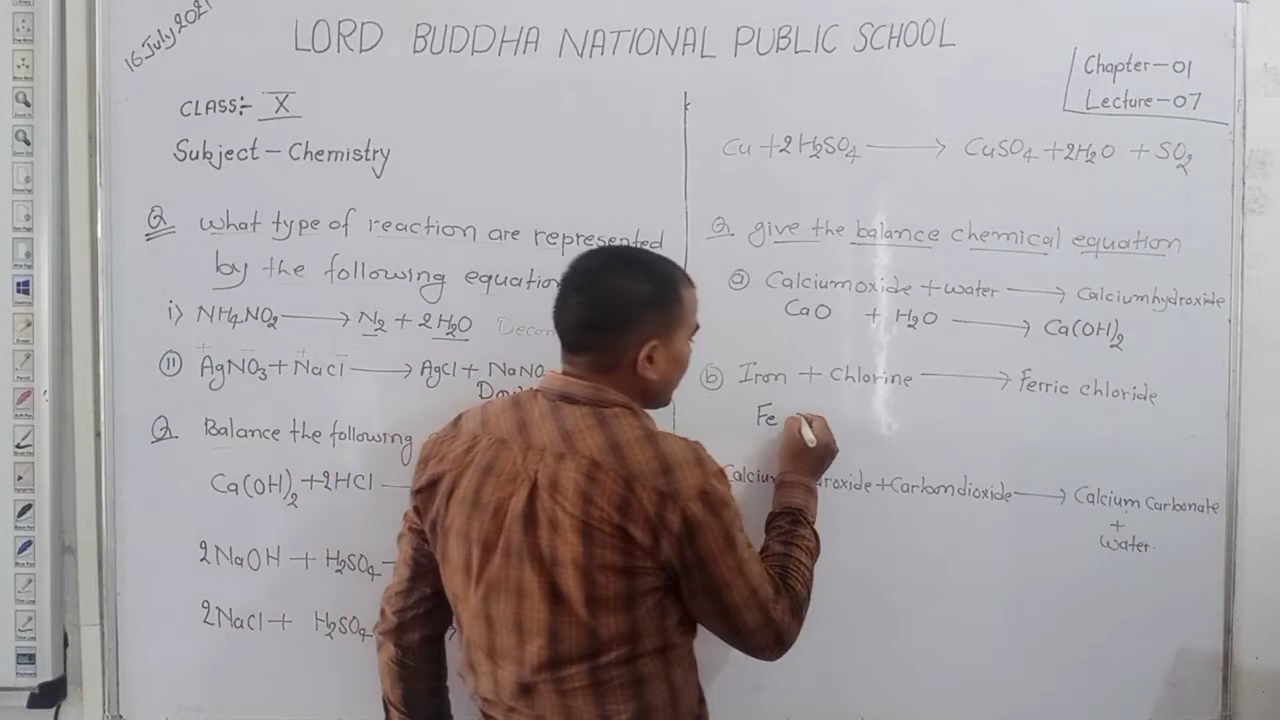 16 July 2021
LORD BUDDHA NATIONAL PUBLIC SCHOOL
Chapter-01
Lecture-07
CLASS:- X
Subject - Chemistry
Q what type of reaction are represented
by the following equation
i) NH4NO2 → N2 + 2H2O
(ii) AgNO3 + NaCl → AgCl + NaNO
Q Balance the following
Ca(OH)2 + 2HCl
2NaOH + H2SO4
2NaCl + H2SO4
Cu + 2H2SO4 → CuSO4 + 2H2O + SO2
Q. give the balance chemical equation
(a) Calciumoxide + water → Calciumhydroxide
CaO + H2O → Ca(OH)2
(b) Iron + Chlorine → Ferric chloride
Fe
+ Carbondioxide → Calcium Carbonate
+
Water.